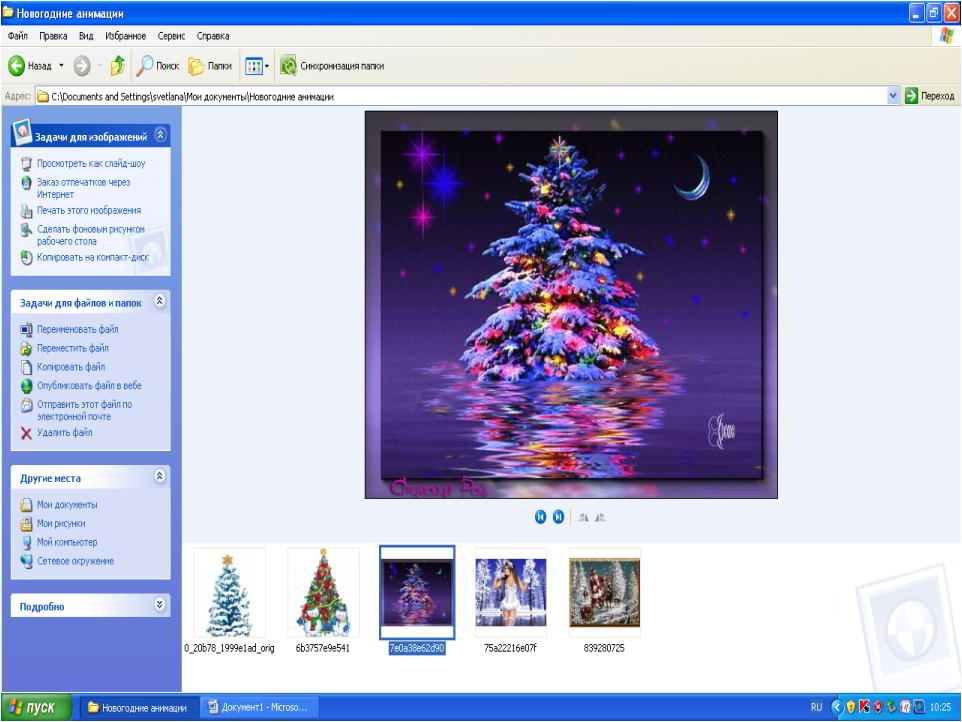 Новогодние анимации
Файл Правка Вид Избранное Сервис Справка
Назад Поиск Папки Синхронизация папки
Адрес: C:\Documents and Settings\svetlana\Мои документы\Новогодние анимации Переход
Задачи для изображений
Просмотреть как слайд-шоу
Заказ отпечатков через
Интернет
Печать этого изображения
Сделать фоновым рисунком
рабочего стола
Копировать на компакт-диск
Задачи для файлов и папок
Переименовать файл
Переместить файл
Копировать файл
Опубликовать файл в вебе
Отправить этот файл по
электронной почте
Удалить файл
Другие места
Мои документы
Мои рисунки
Мой компьютер
Сетевое окружение
Подробно
0_20b78_1999e1ad_orig 6b3757e9e541 7e0a38e62d90 75a22216e07f 839280725
пуск Новогодние анимации Документ1 - Microso... RU 10:25